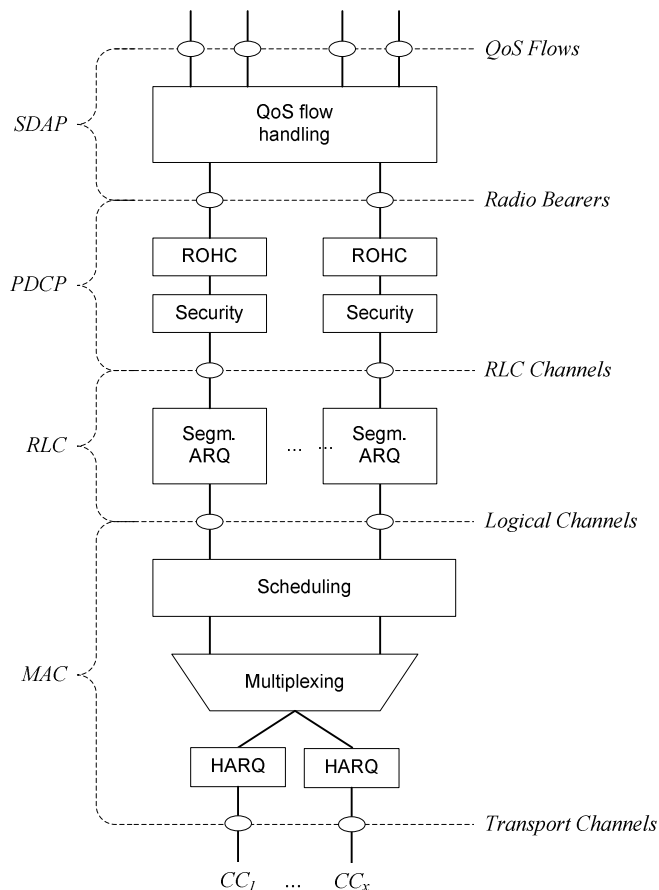 QoS Flows
QoS flow
handling
SDAP
Radio Bearers
ROHC
ROHC
PDCP
Security
Security
RLC Channels
Segm.
ARQ
... ...
Segm.
ARQ
RLC
Logical Channels
Scheduling
MAC
Multiplexing
HARQ
HARQ
Transport Channels
CC1 ... CCx